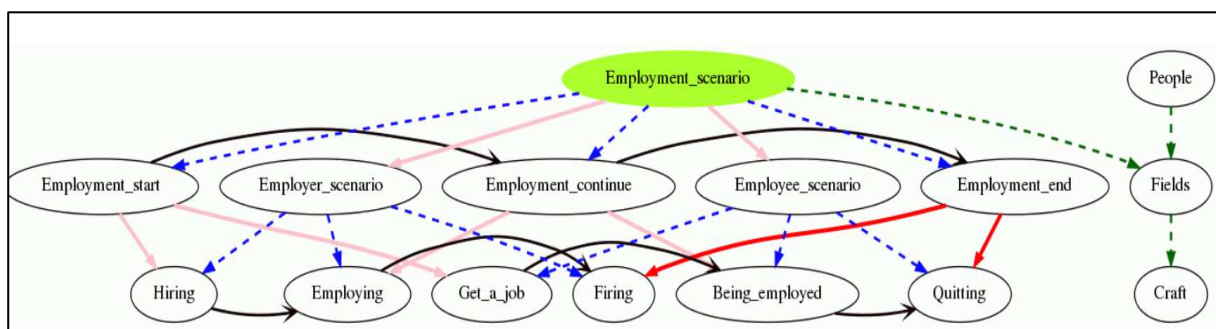 Employment_scenario
People
Employment_start
Employer_scenario
Employment_continue
Employee_scenario
Employment_end
Fields
Hiring
Employing
Get_a_job
Firing
Being_employed
Quitting
Craft